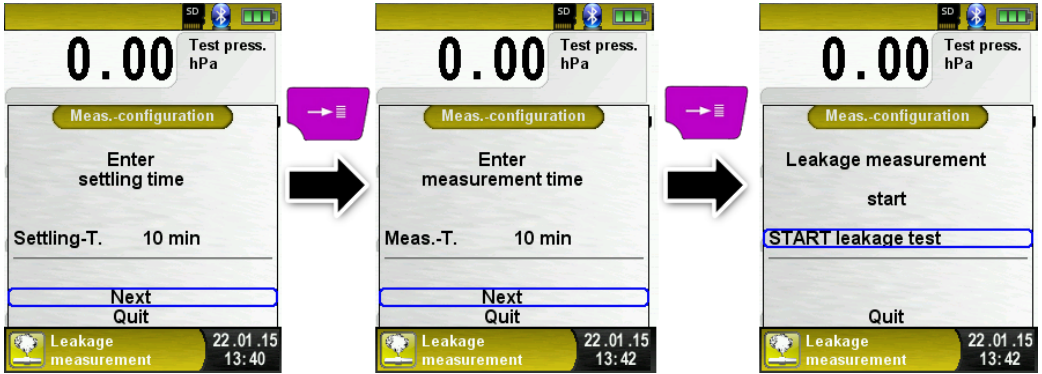 SD
0.00
Test press.
hPa
Meas.-configuration
Enter
settling time
Settling-T. 10 min
Next
Quit
Leakage
measurement
22.01.15
13:40
SD
0.00
Test press.
hPa
Meas.-configuration
Enter
measurement time
Meas.-T. 10 min
Next
Quit
Leakage
measurement
22.01.15
13:42
SD
0.00
Test press.
hPa
Meas.-configuration
Leakage measurement
start
START leakage test
Quit
Leakage
measurement
22.01.15
13:42